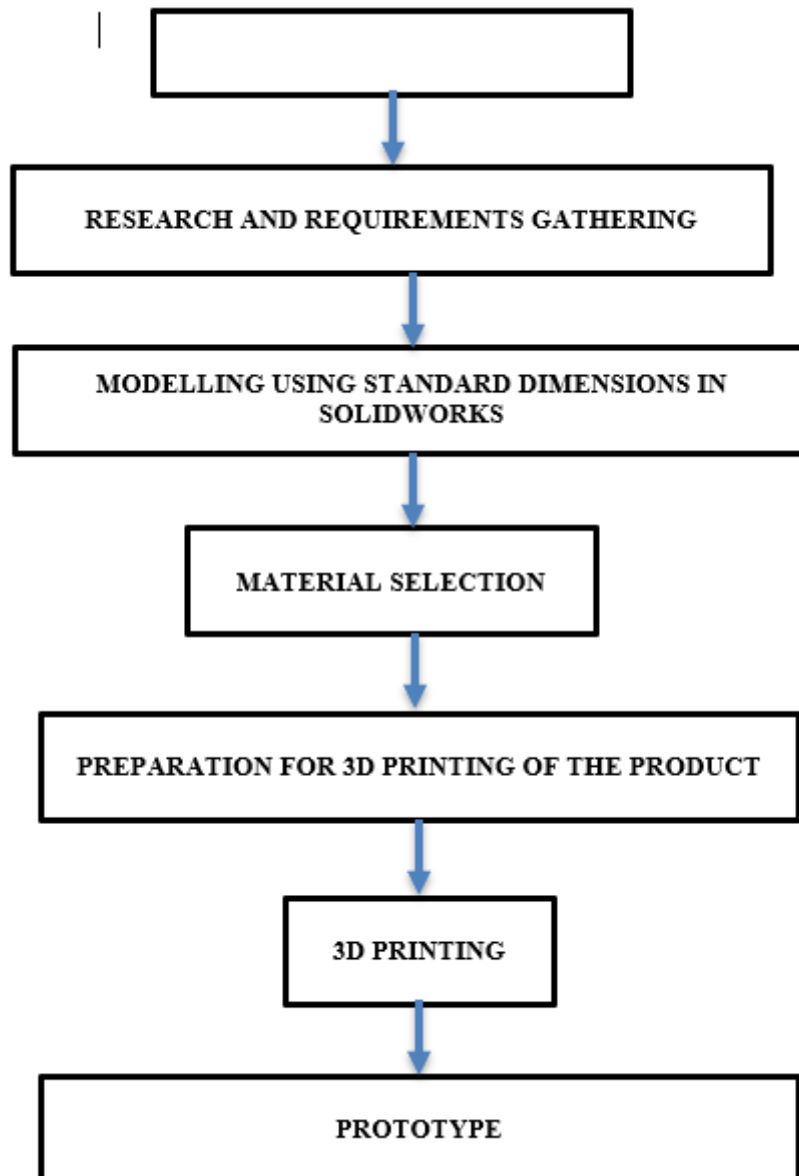 RESEARCH AND REQUIREMENTS GATHERING
MODELLING USING STANDARD DIMENSIONS IN
SOLIDWORKS
MATERIAL SELECTION
PREPARATION FOR 3D PRINTING OF THE PRODUCT
3D PRINTING
PROTOTYPE